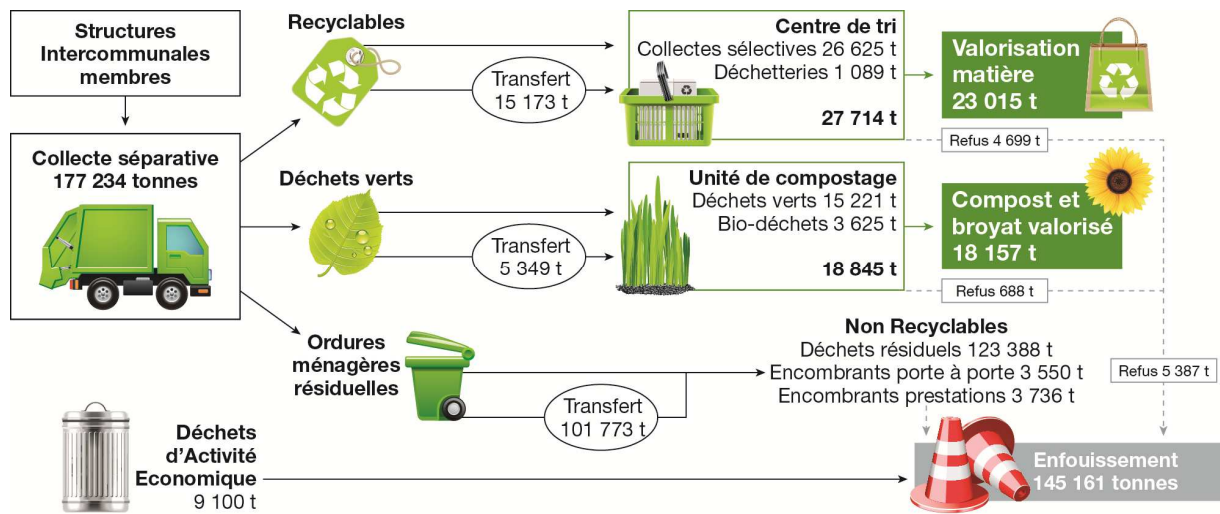 Structures
Intercommunales
membres
Collecte séparative
177 234 tonnes
Recyclables
Transfert
15 173 t
Centre de tri
Collectes sélectives 26 625 t
Déchetteries 1 089 t
27 714 t
Valorisation
matière
23 015 t
Refus 4 699 t
Déchets verts
Transfert
5 349 t
Unité de compostage
Déchets verts 15 221 t
Bio-déchets 3 625 t
18 845 t
Compost et
broyat valorisé
18 157 t
Refus 688 t
Ordures
ménagères
résiduelles
Transfert
101 773 t
Non Recyclables
Déchets résiduels 123 388 t
Encombrants porte à porte 3 550 t
Encombrants prestations 3 736 t
Refus 5 387 t
Déchets
d'Activité
Economique
9 100 t
Enfouissement
145 161 tonnes